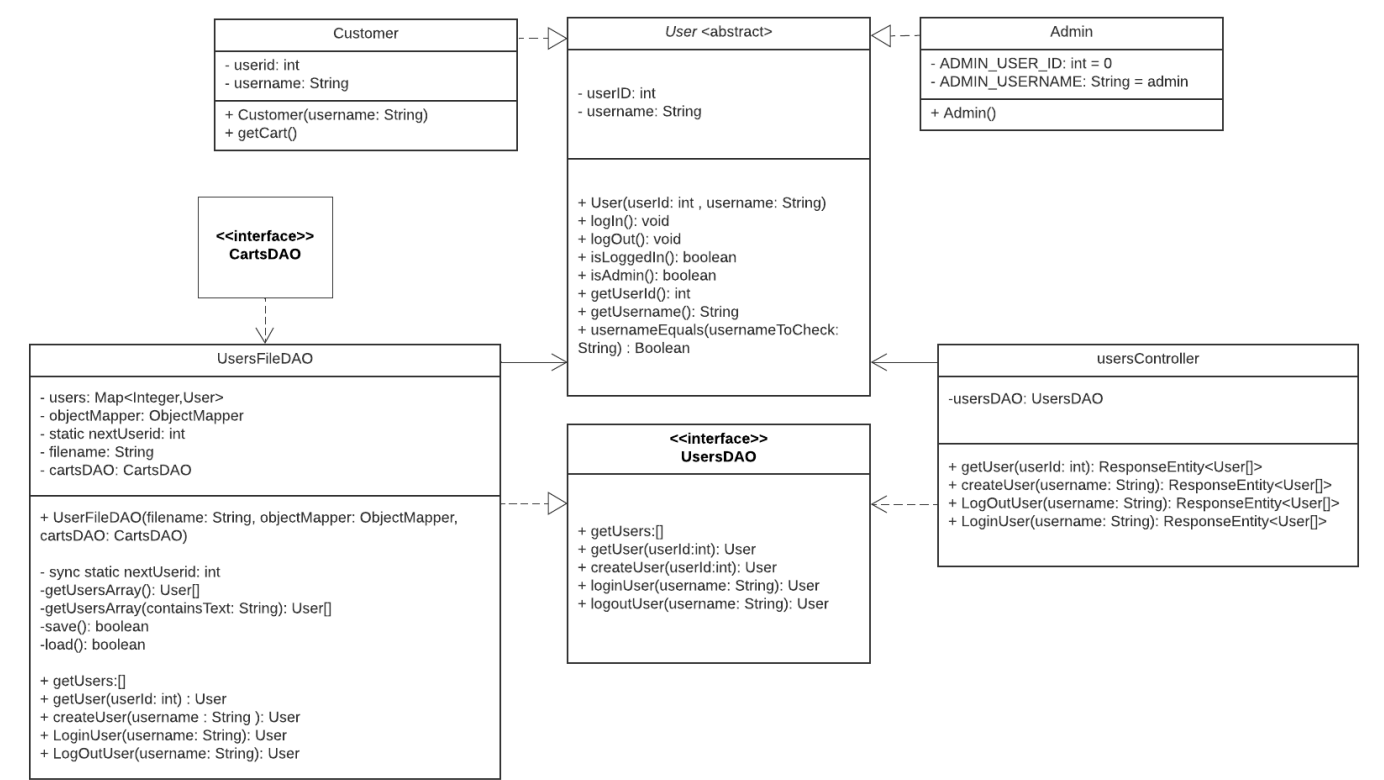 Customer
- userid: int
- username: String
+ Customer(username: String)
+ getCart()
User <abstract>
- userID: int
- username: String
+ User(userId: int , username: String)
+ logIn(): void
+ logOut(): void
+ isLoggedIn(): boolean
+ isAdmin(): boolean
+ getUserId(): int
+ getUsername(): String
+ usernameEquals(usernameToCheck:
String) : Boolean
Admin
- ADMIN_USER_ID: int = 0
- ADMIN_USERNAME: String = admin
+ Admin()
<<interface>>
CartsDAO
UsersFileDAO
- users: Map<Integer,User>
- objectMapper: ObjectMapper
- static nextUserid: int
- filename: String
- cartsDAO: CartsDAO
+ UserFileDAO(filename: String, objectMapper: ObjectMapper,
cartsDAO: CartsDAO)
- sync static nextUserid: int
-getUsersArray(): User[]
-getUsersArray(containsText: String): User[]
-save(): boolean
-load(): boolean
+ getUsers:[]
+ getUser(userId: int) : User
+ createUser(username : String ): User
+ LoginUser(username: String): User
+ LogOutUser(username: String): User
<<interface>>
UsersDAO
+ getUsers:[]
+ getUser(userId:int): User
+ createUser(userId:int): User
+ loginUser(username: String): User
+ logoutUser(username: String): User
usersController
-usersDAO: UsersDAO
+ getUser(userId: int): ResponseEntity<User[]>
+ createUser(username: String): ResponseEntity<User[]>
+ LogOutUser(username: String): ResponseEntity<User[]>
+ LoginUser(username: String): ResponseEntity<User[]>